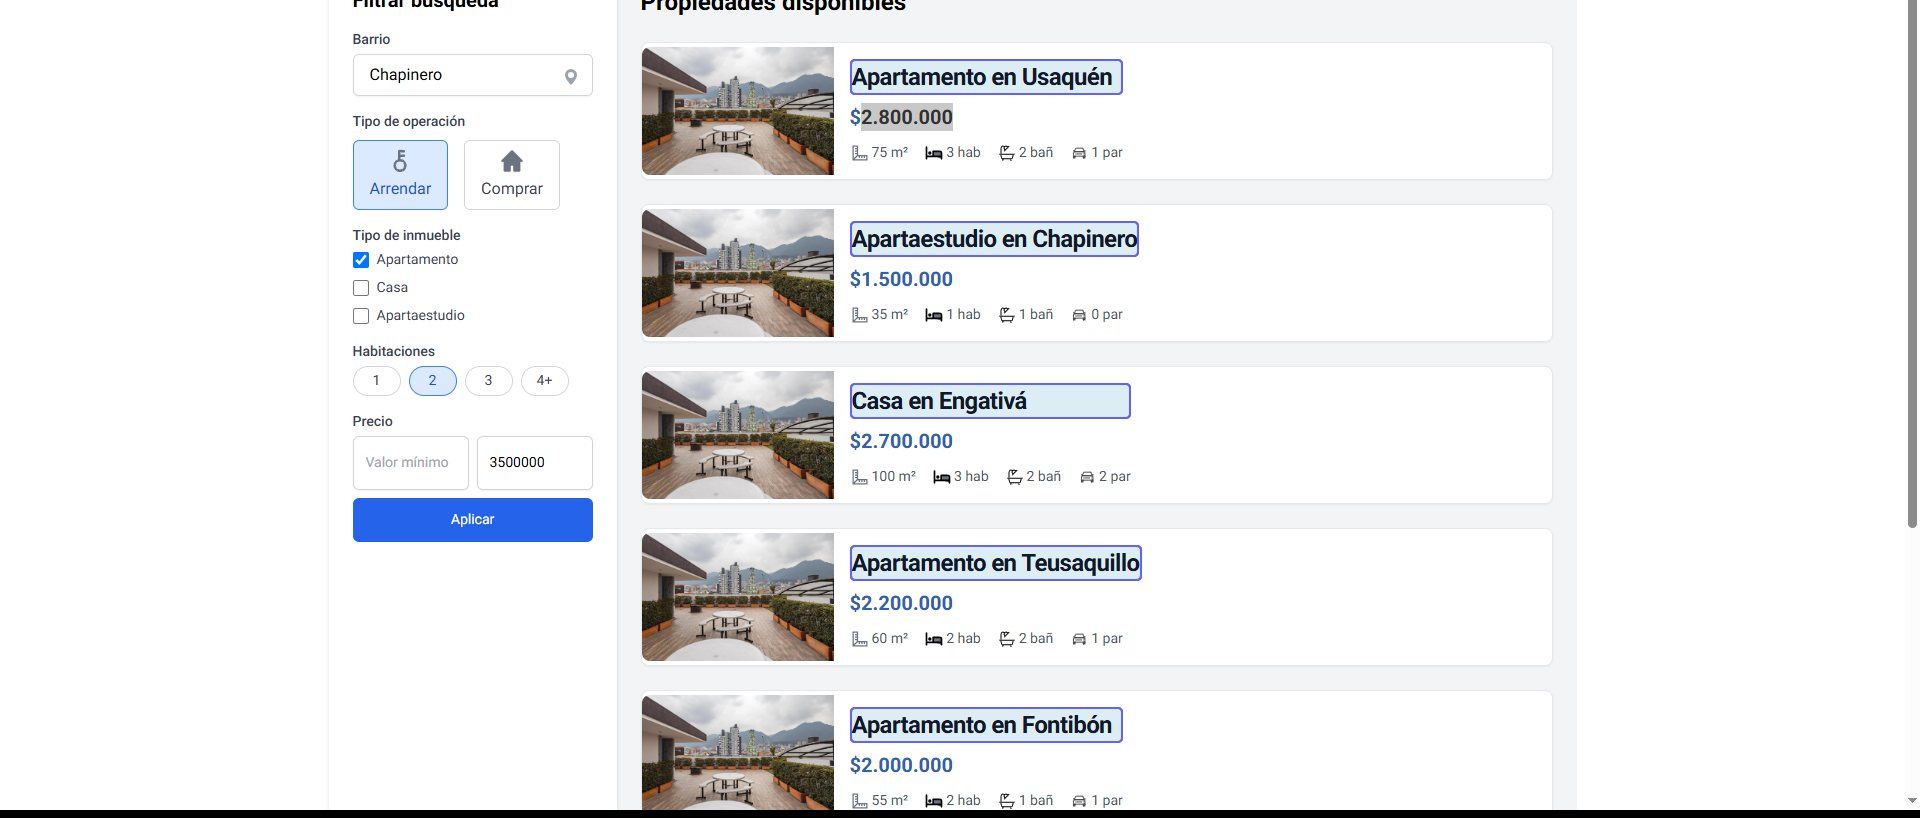 Filtrar búsqueda
Barrio
Chapinero
Tipo de operación
Arrendar
Comprar
Tipo de inmueble
Apartamento
Casa
Apartaestudio
Habitaciones
1
2
3
4+
Precio
Valor mínimo
3500000
Aplicar
Propiedades disponibles
Apartamento en Usaquén
$2.800.000
75 m² 3 hab 2 bañ 1 par
Apartaestudio en Chapinero
$1.500.000
35 m² 1 hab 1 bañ 0 par
Casa en Engativá
$2.700.000
100 m² 3 hab 2 bañ 2 par
Apartamento en Teusaquillo
$2.200.000
60 m² 2 hab 2 bañ 1 par
Apartamento en Fontibón
$2.000.000
55 m² 2 hab 1 bañ 1 par